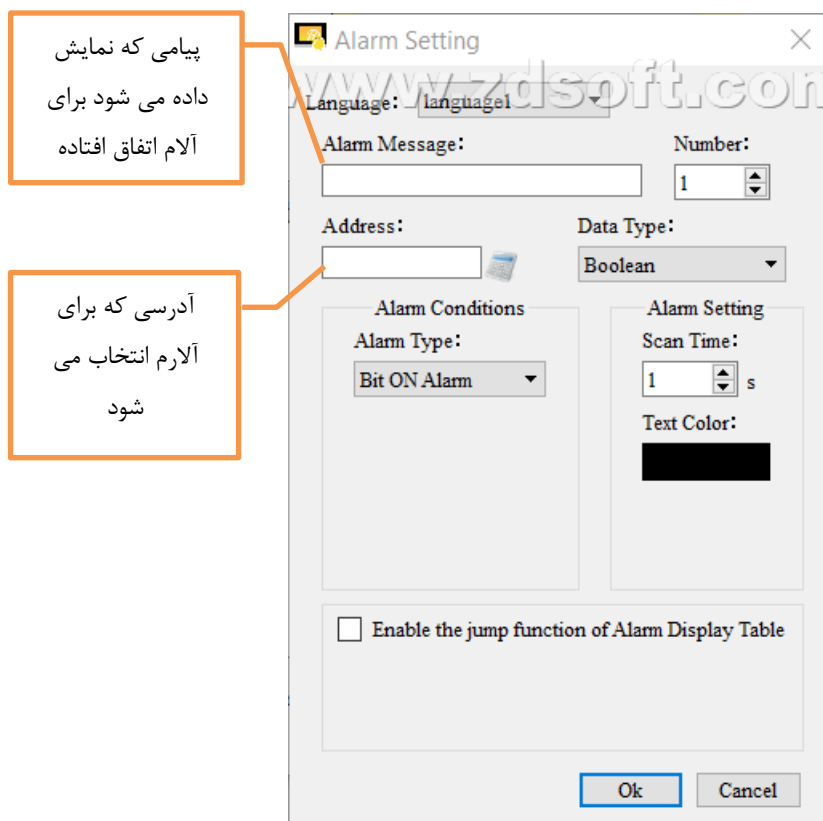 پیامی که نمایش
داده می شود برای
آلام اتفاق افتاده
آدرسی که برای
آلارم انتخاب می
شود
Alarm Setting
www.zdsoft.com
Language: language1
Alarm Message:
Number:
1
Address:
Data Type:
Boolean
Alarm Conditions
Alarm Type:
Bit ON Alarm
Alarm Setting
Scan Time:
1 s
Text Color:
Enable the jump function of Alarm Display Table
Ok
Cancel